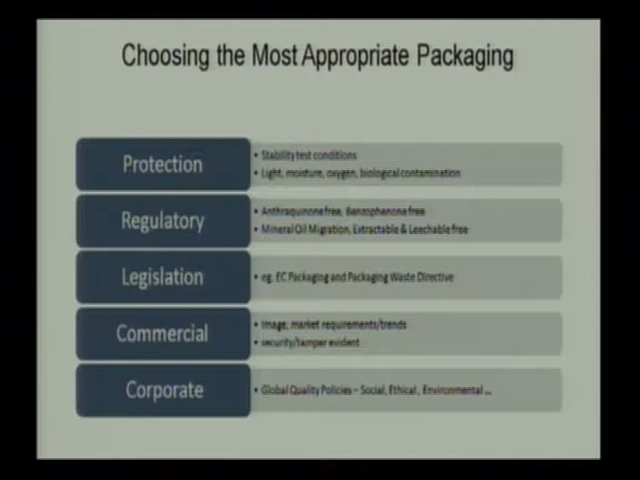 Choosing the Most Appropriate Packaging
Protection
• Stability test conditions
• Light, moisture, oxygen, biological contamination
Regulatory
• Anthraquinone free, Benzophenone free
• Mineral Oil Migration, Extractable & Leechable free
Legislation
• eg. EC Packaging and Packaging Waste Directive
Commercial
• Image, market requirements/trends
• security/tamper evident
Corporate
• Global Quality Policies – Social, Ethical, Environmental ...